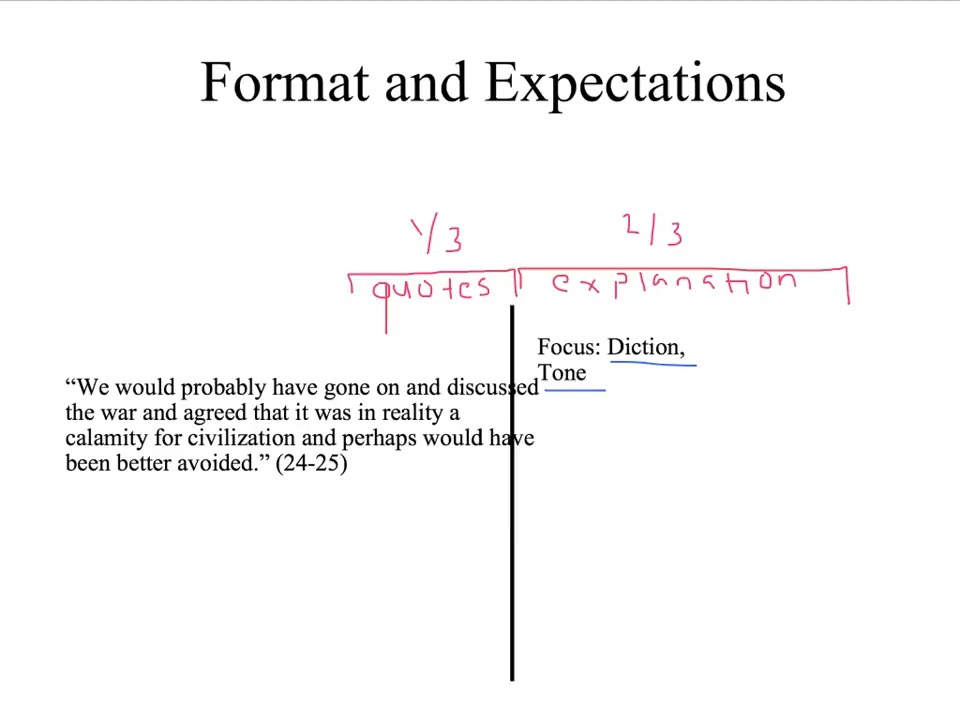 Format and Expectations
1/3 2/3
quotes explanation
Focus: Diction,
Tone
“We would probably have gone on and discussed
the war and agreed that it was in reality a
calamity for civilization and perhaps would have
been better avoided.” (24-25)